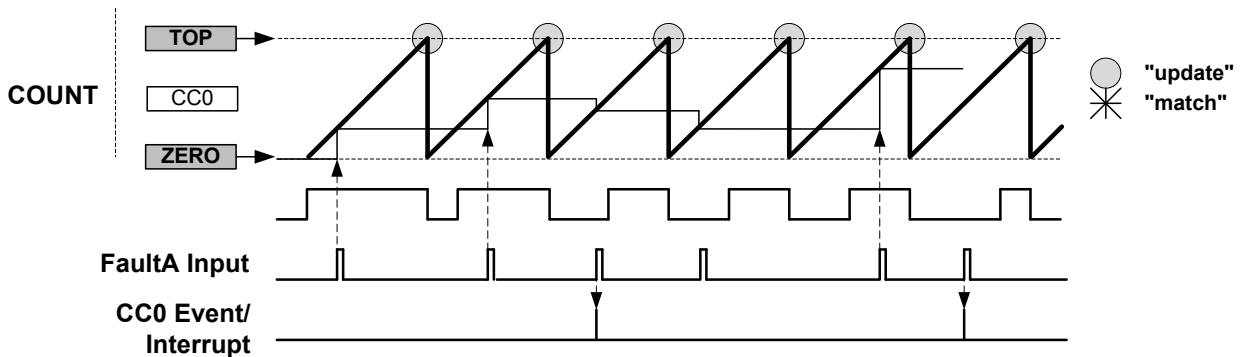 TOP
"update"
COUNT
CC0
"match"
ZERO
FaultA Input
CC0 Event/
Interrupt